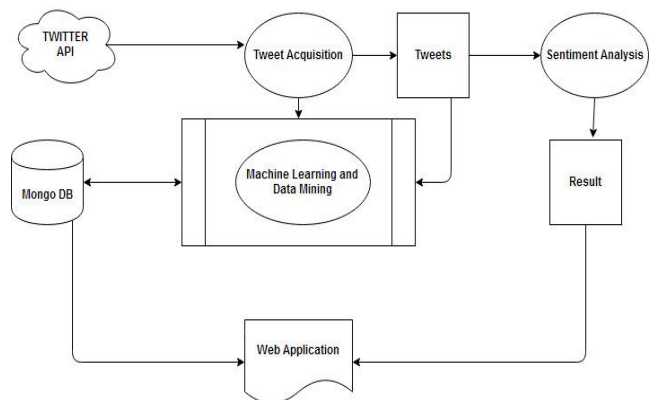 TWITTER
API
Tweet Acquisition
Tweets
Sentiment Analysis
Mongo DB
Machine Learning and
Data Mining
Result
Web Application